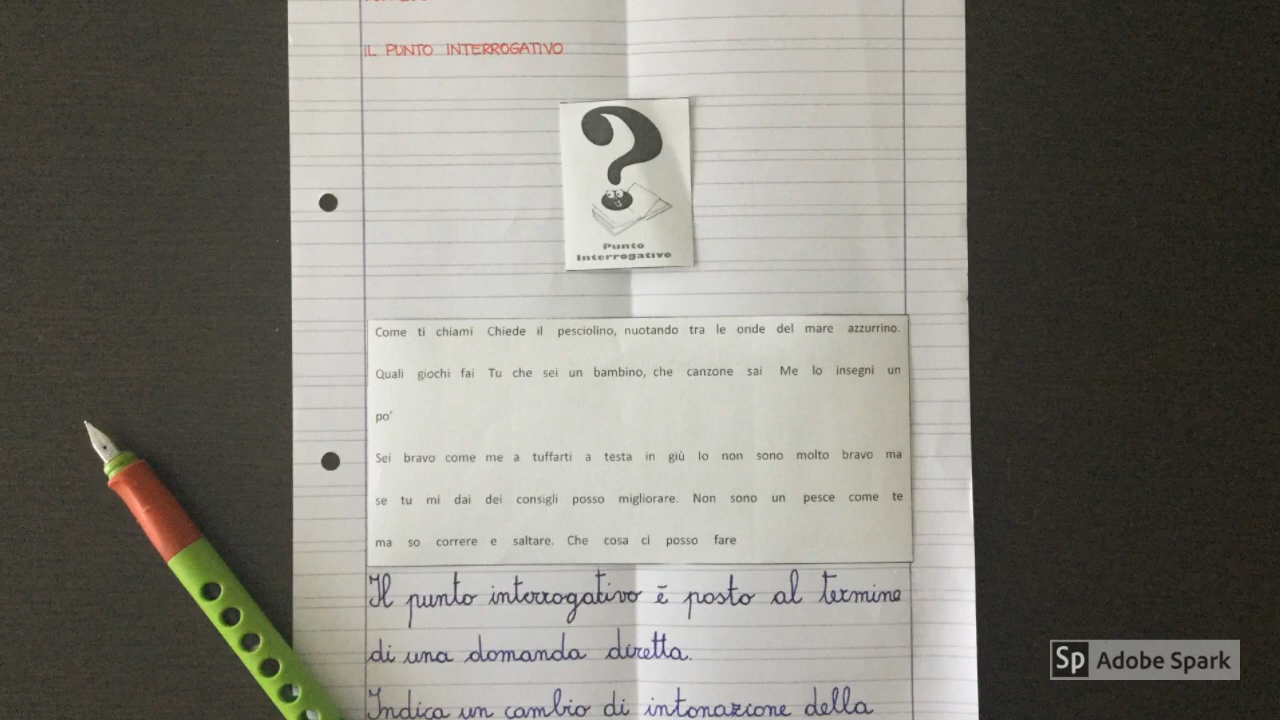 IL PUNTO INTERROGATIVO
Punto
Interrogativo
Come ti chiami Chiede il pesciolino, nuotando tra le onde del mare azzurrino.
Quali giochi fai Tu che sei un bambino, che canzone sai Me lo insegni un
po'
Sei bravo come me a tuffarti a testa in giù Io non sono molto bravo ma
se tu mi dai dei consigli posso migliorare. Non sono un pesce come te
ma so correre e saltare. Che cosa ci posso fare
Il punto interrogativo è posto al termine
di una domanda diretta.
Indica un cambio di intonazione della
Sp Adobe Spark